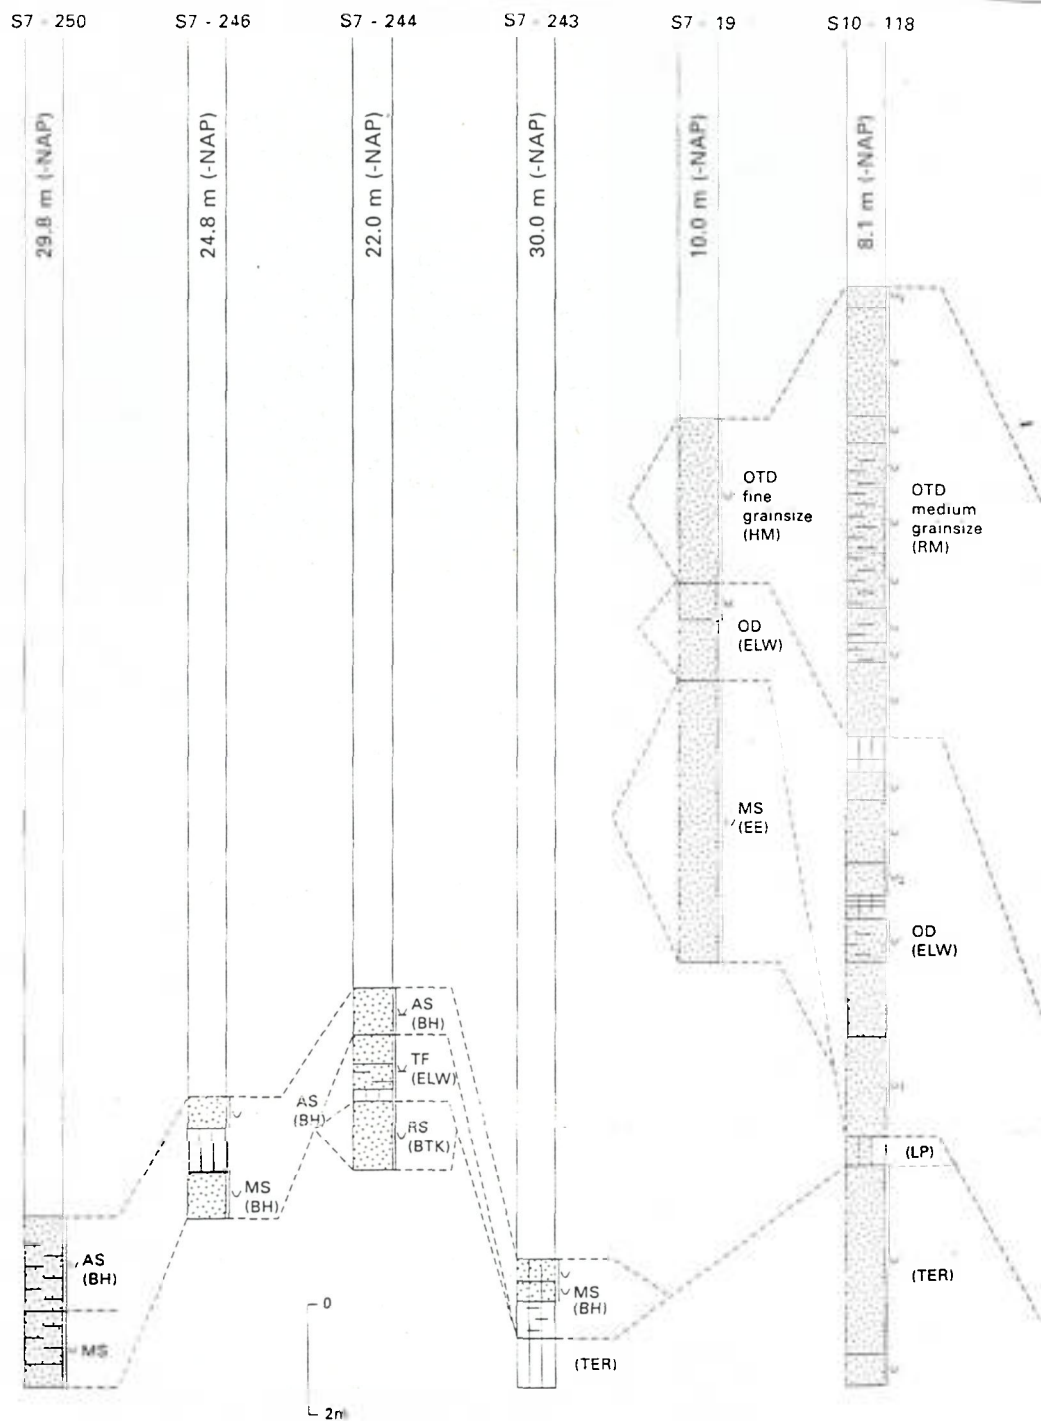 S7 - 250
S7 - 246
S7 - 244
S7 - 243
S7 - 19
S10 - 118
29.8 m (-NAP)
24.8 m (-NAP)
22.0 m (-NAP)
30.0 m (-NAP)
10.0 m (-NAP)
8.1 m (-NAP)
OTD
fine
grainsize
(HM)
OTD
medium
grainsize
(RM)
OD
(ELW)
MS
(EE)
OD
(ELW)
AS
(BH)
TF
(ELW)
AS
(BH)
RS
(BTK)
(LP)
MS
(BH)
AS
(BH)
MS
(BH)
(TER)
0
MS
(TER)
2m